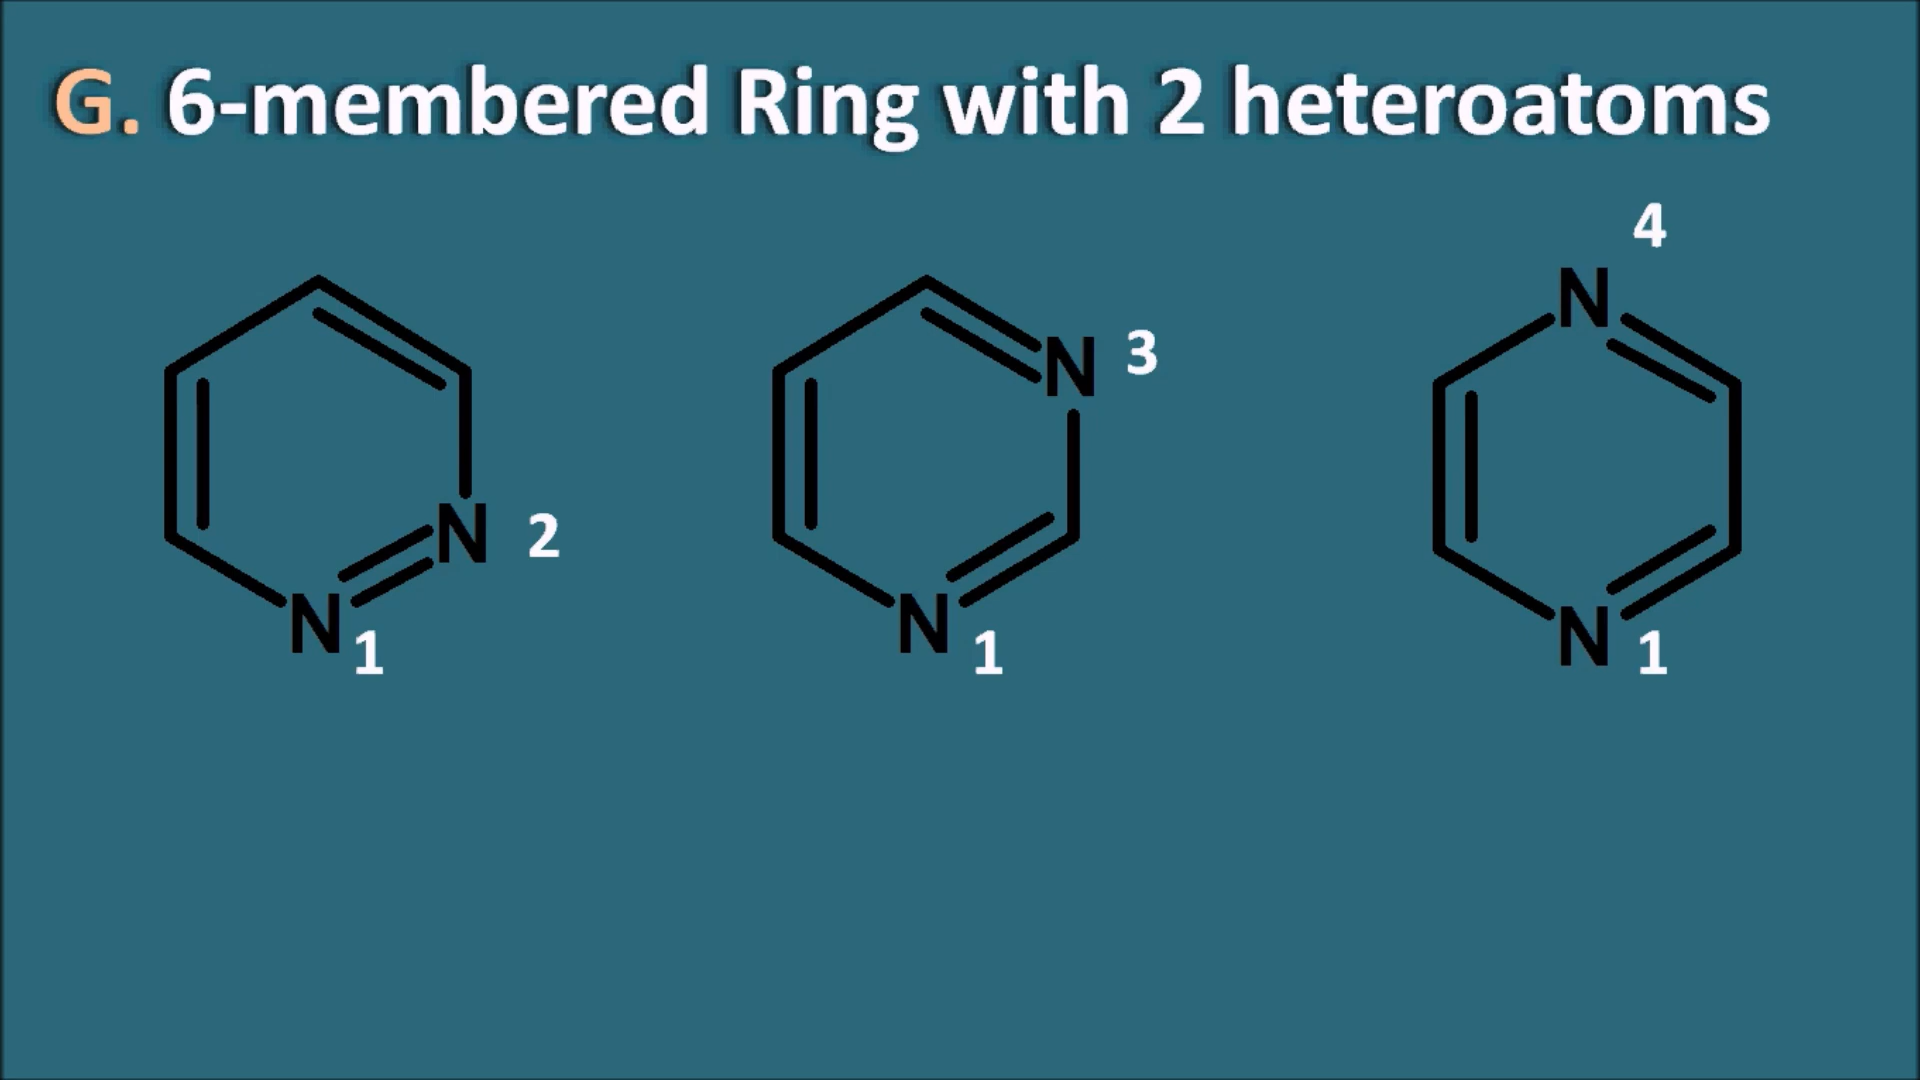 G. 6-membered Ring with 2 heteroatoms
4
N
N 3
N 2
N 1
N 1
N 1